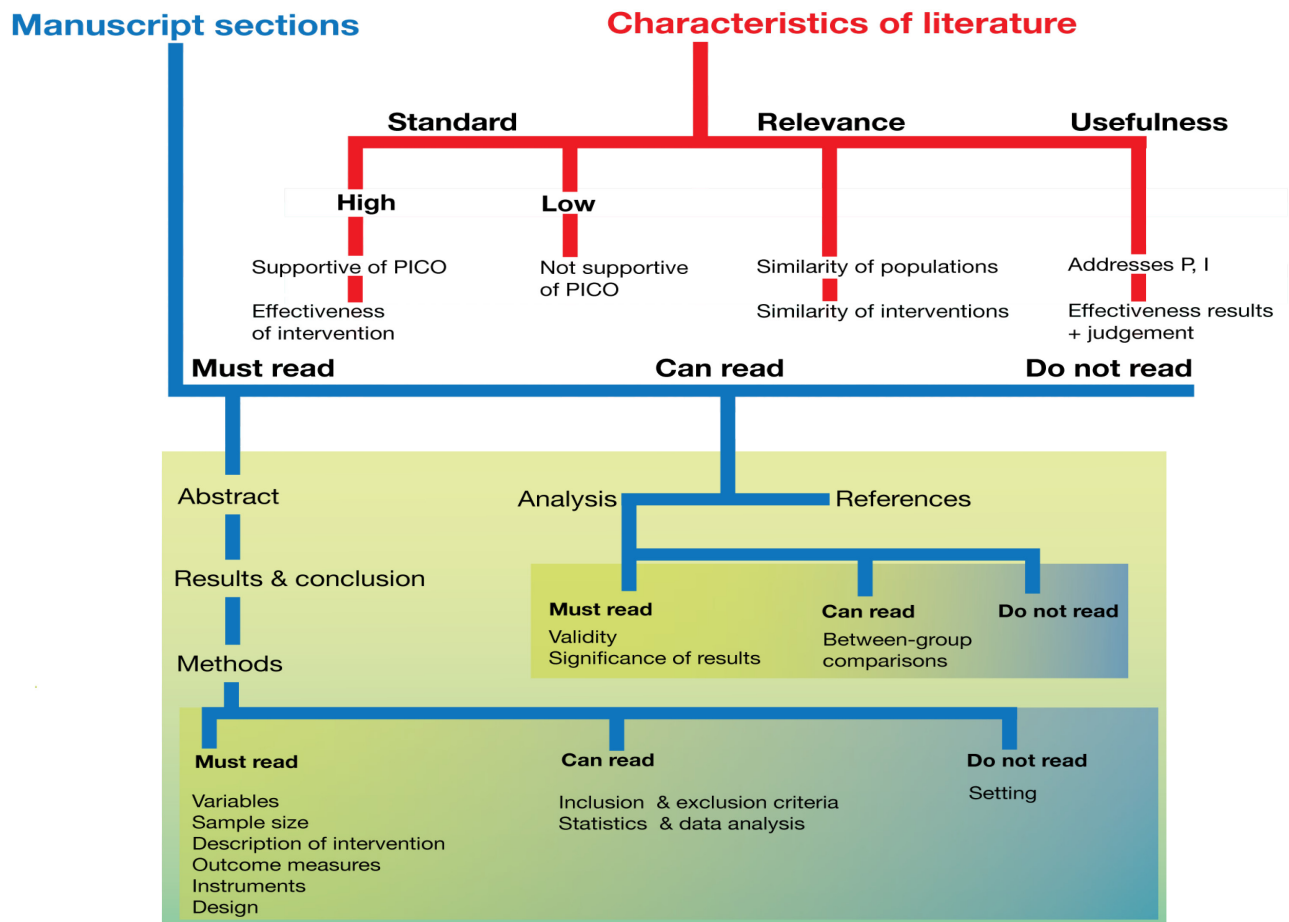 Manuscript sections
Characteristics of literature
Standard
Relevance
Usefulness
High
Low
Supportive of PICO
Effectiveness
of intervention
Not supportive
of PICO
Similarity of populations
Similarity of interventions
Addresses P, I
Effectiveness results
+ judgement
Must read
Can read
Do not read
Abstract
Results & conclusion
Methods
Analysis
References
Must read
Validity
Significance of results
Can read
Between-group
comparisons
Do not read
Must read
Variables
Sample size
Description of intervention
Outcome measures
Instruments
Design
Can read
Inclusion & exclusion criteria
Statistics & data analysis
Do not read
Setting